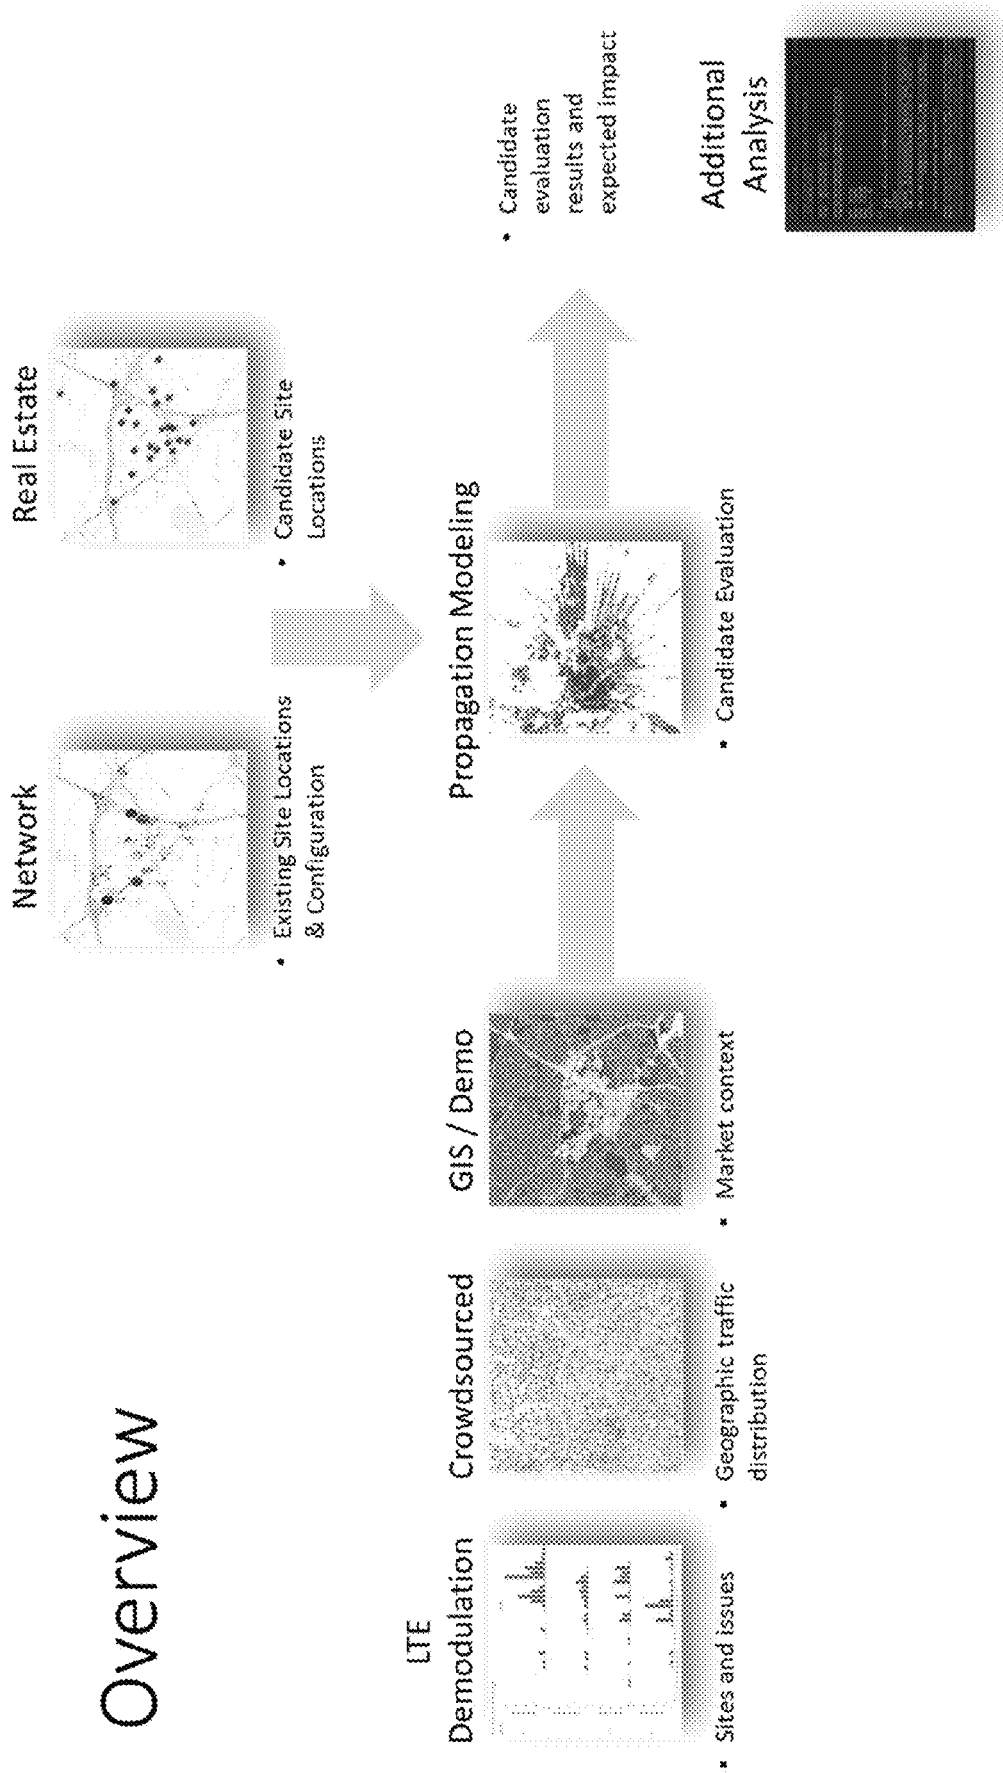 Overview
Network
• Existing Site Locations
& Configuration
Real Estate
• Candidate Site
Locations
LTE
Demodulation
• Sites and issues
Crowdsourced
• Geographic traffic
distribution
GIS / Demo
• Market context
Propagation Modeling
• Candidate Evaluation
• Candidate
evaluation
results and
expected impact
Additional
Analysis